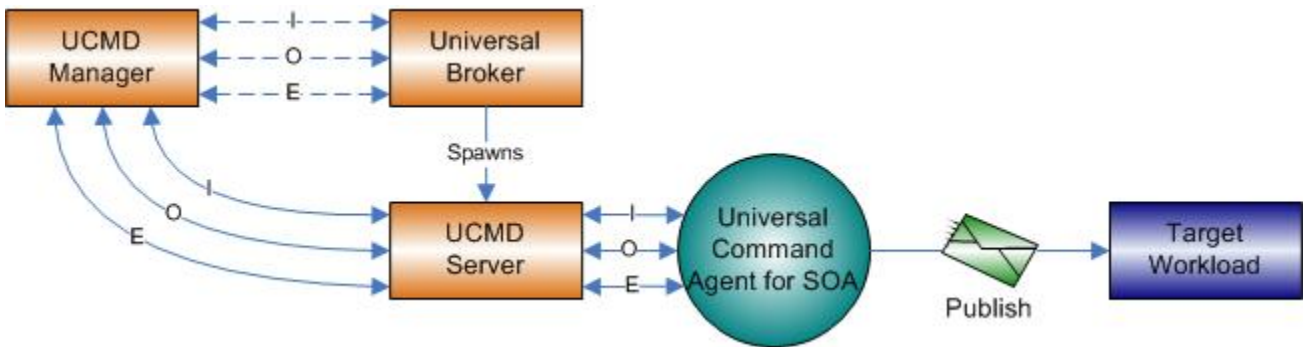 UCMD
Manager
I
O
E
Universal
Broker
Spawns
I
O
E
UCMD
Server
I
O
E
Universal
Command
Agent for SOA
Publish
Target
Workload